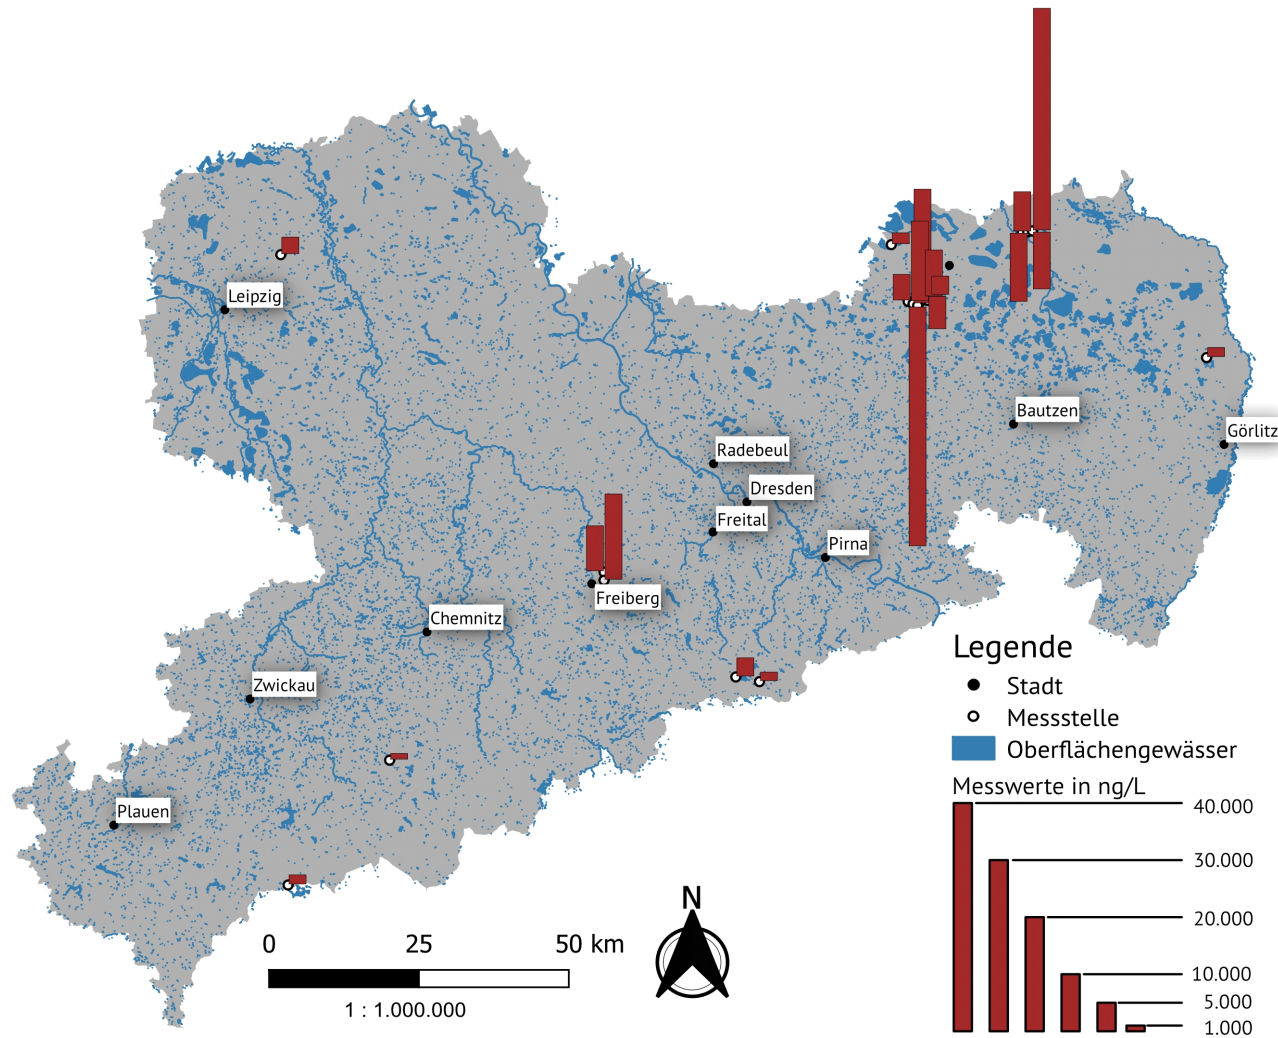 Leipzig
Bautzen
Görlitz
Radebeul
Dresden
Freital
Pirna
Freiberg
Chemnitz
Zwickau
Plauen
Legende
Stadt
Messstelle
Oberflächengewässer
Messwerte in ng/L
40.000
30.000
20.000
10.000
5.000
1.000
N
0 25 50 km
1 : 1.000.000